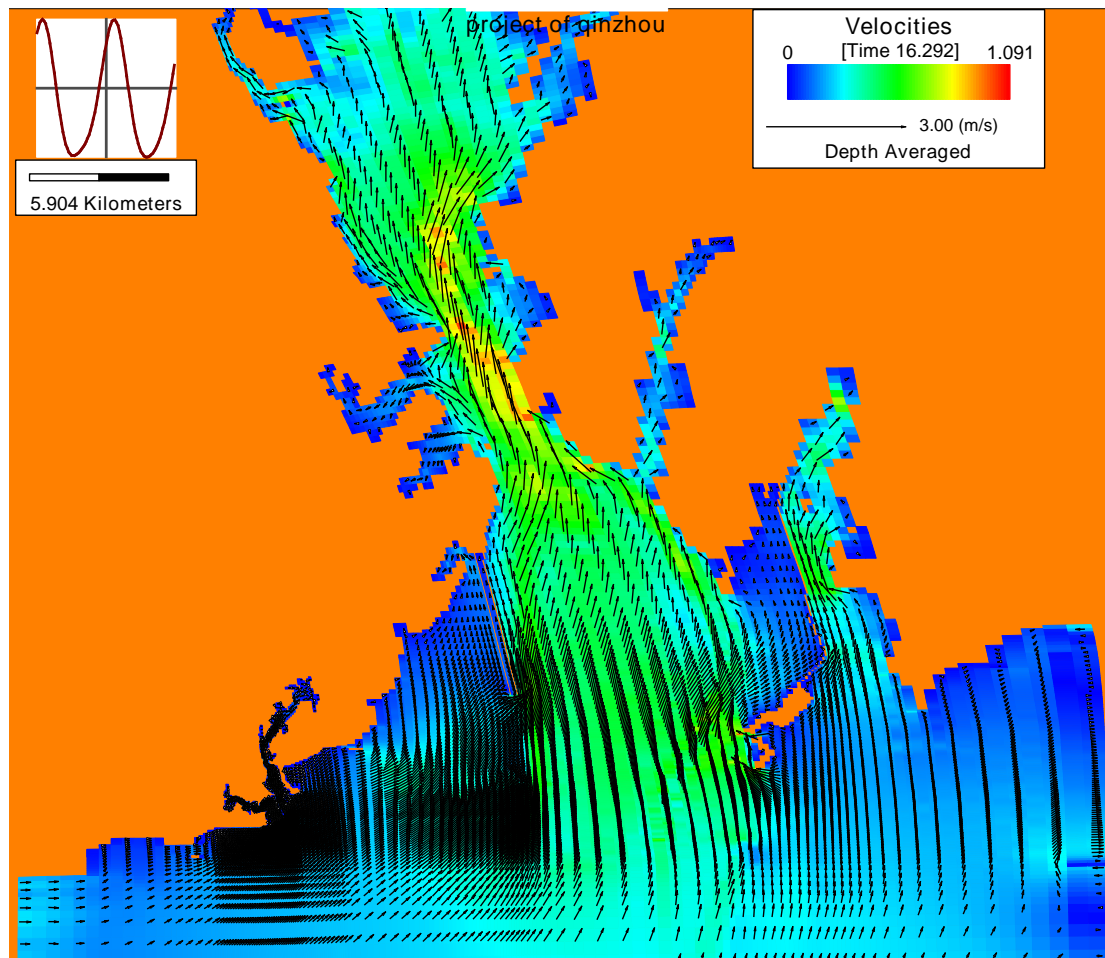 project of qinzhou
Velocities
0 [Time 16.292] 1.091
3.00 (m/s)
Depth Averaged
5.904 Kilometers